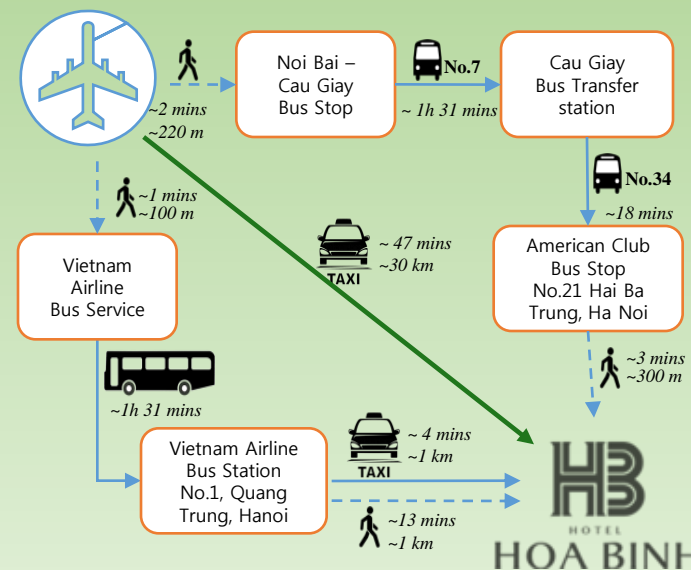 Noi Bai –
Cau Giay
Bus Stop
No.7
~ 1h 31 mins
Cau Giay
Bus Transfer
station
~2 mins
~220 m
~1 mins
~100 m
No.34
~18 mins
Vietnam
Airline
Bus Service
TAXI
~ 47 mins
~30 km
American Club
Bus Stop
No.21 Hai Ba
Trung, Ha Noi
~3 mins
~300 m
~1h 31 mins
Vietnam Airline
Bus Station
No.1, Quang
Trung, Hanoi
TAXI
~ 4 mins
~1 km
~13 mins
~1 km
HB
HOTEL
HOA BINH